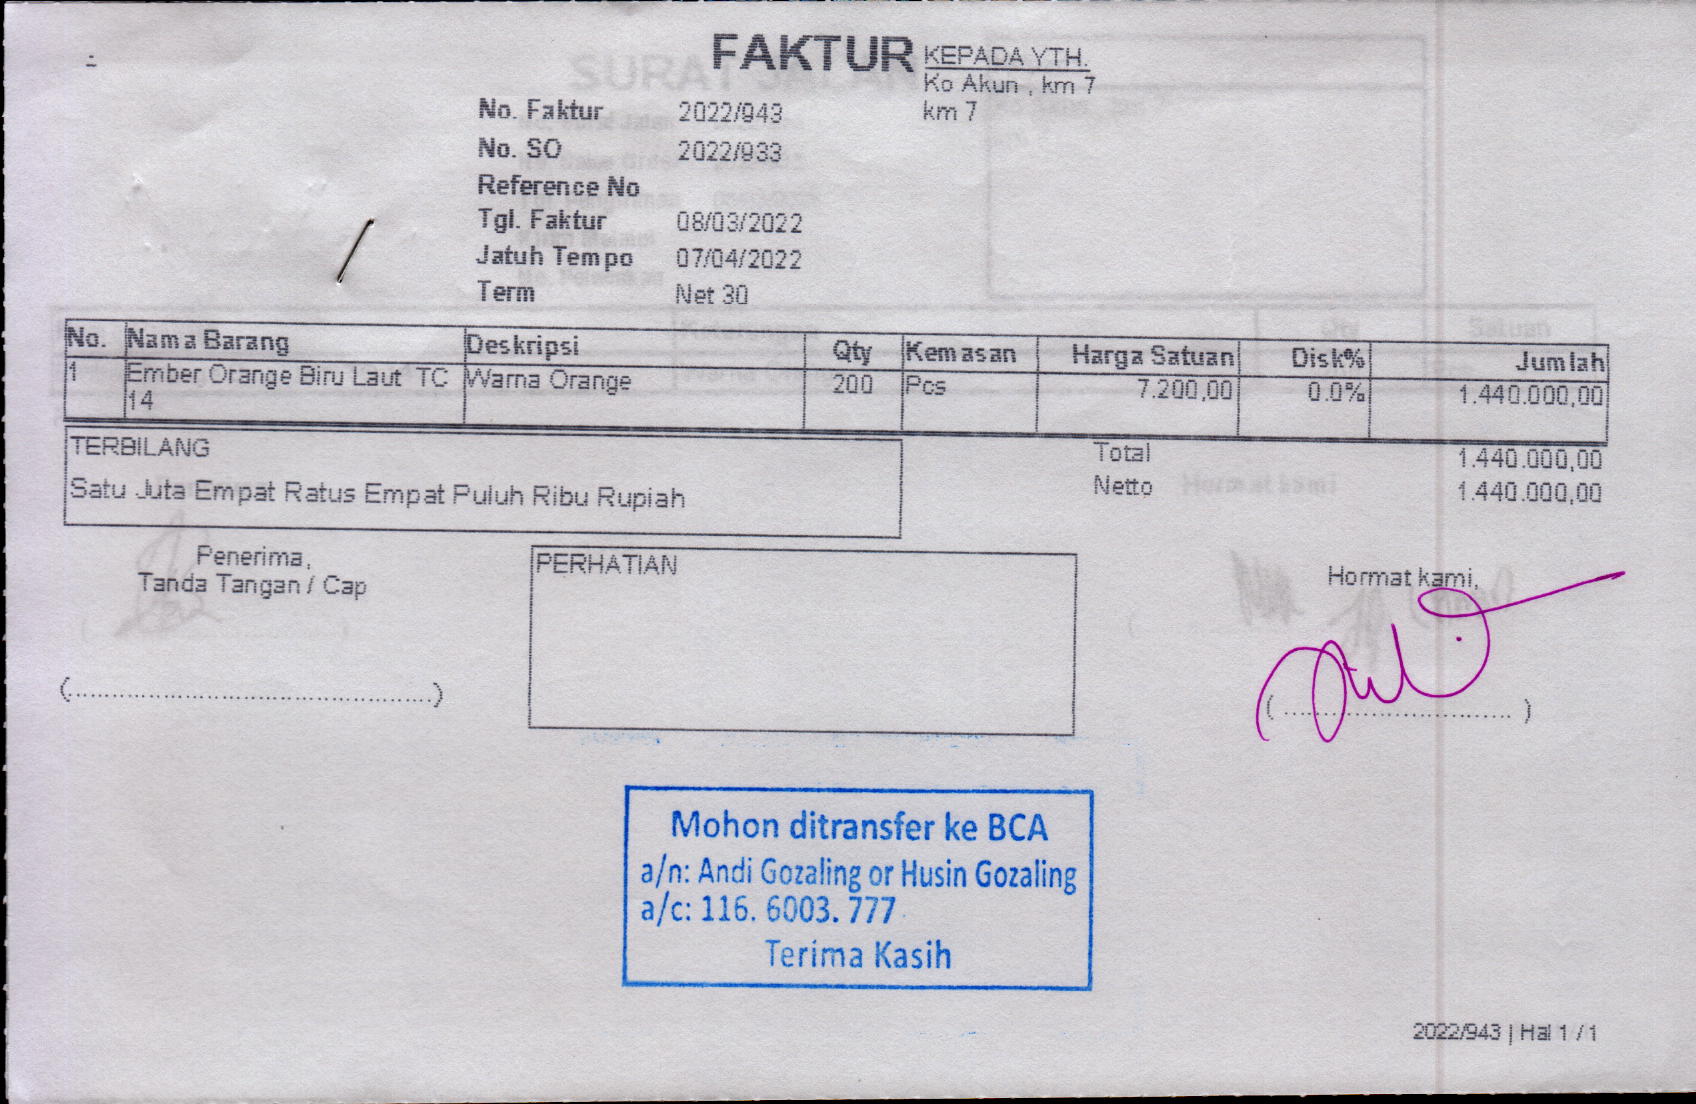 FAKTUR
KEPADA YTH.
Ko Akun , km 7
km 7
No. Faktur 2022/943
No. SO 2022/933
Reference No
Tgl. Faktur 08/03/2022
Jatuh Tempo 07/04/2022
Term Net 30
No. Nama Barang Deskripsi Qty Kemasan Harga Satuan Disk% Jumlah
1 Ember Orange Biru Laut TC Warna Orange 200 Pcs 7.200,00 0.0% 1.440.000,00
14
TERBILANG
Satu Juta Empat Ratus Empat Puluh Ribu Rupiah
Total 1.440.000,00
Netto 1.440.000,00
Penerima,
Tanda Tangan / Cap
(....................................................)
PERHATIAN
Hormat kami,
( ................................. )
Mohon ditransfer ke BCA
a/n: Andi Gozaling or Husin Gozaling
a/c: 116. 6003. 777
Terima Kasih
2022/943 | Hal 1 / 1